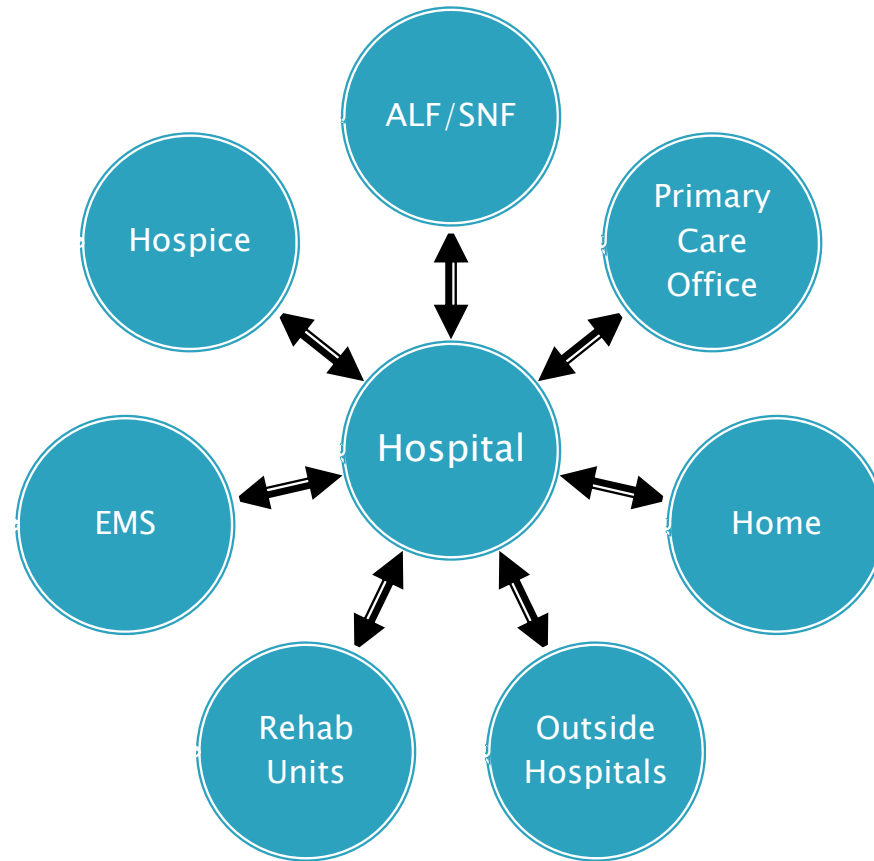 ALF/SNF
Primary
Care
Office
Home
Outside
Hospitals
Rehab
Units
EMS
Hospice
Hospital